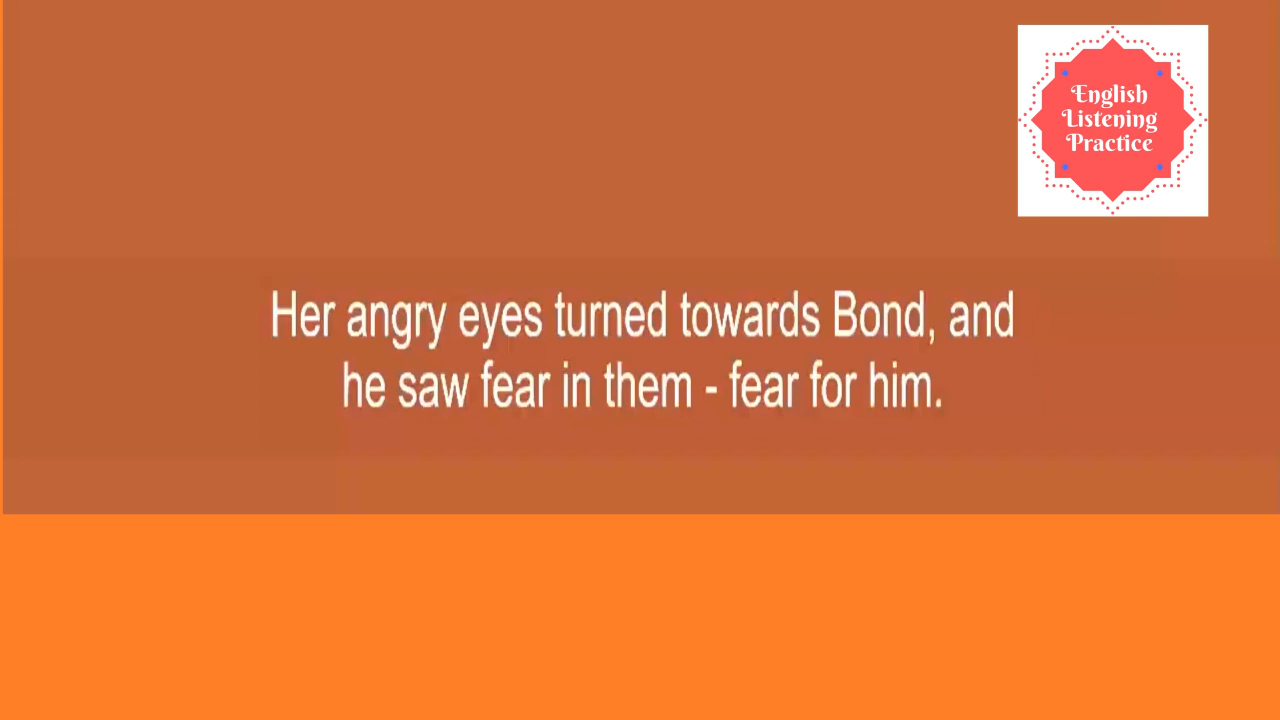 English
Listening
Practice
Her angry eyes turned towards Bond, and
he saw fear in them - fear for him.